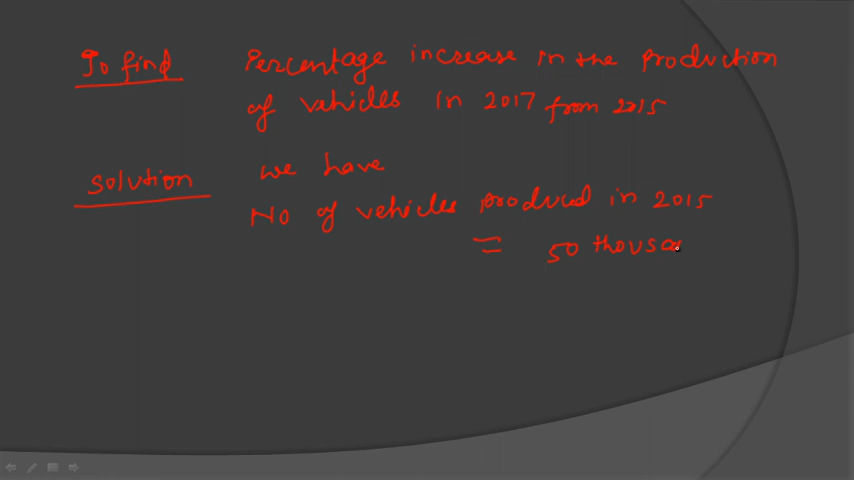 To find Percentage increase in the production
of vehicles in 2017 from 2015
Solution we have
No of vehicles produced in 2015
= 50 thousa